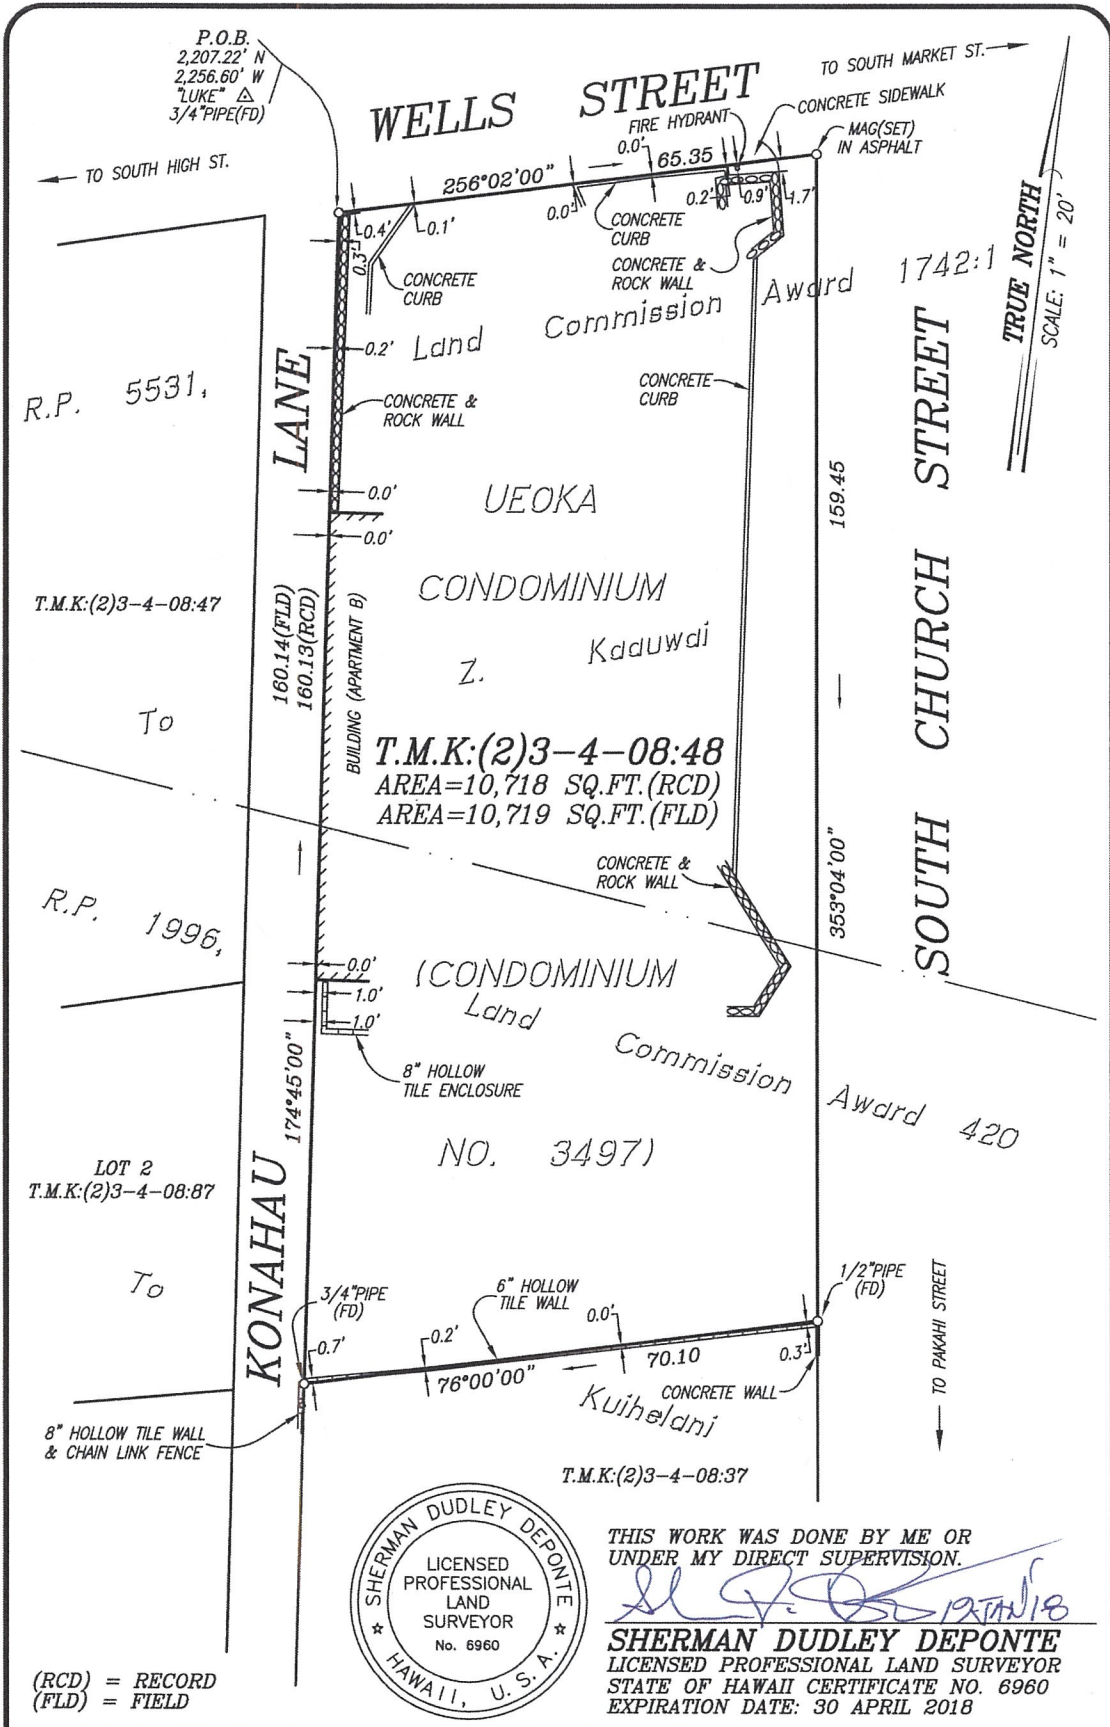 P.O.B.
2,207.22' N
2,256.60' W
"LUKE" △
3/4"PIPE(FD)
WELLS STREET
TO SOUTH MARKET ST.
CONCRETE SIDEWALK
FIRE HYDRANT
MAG(SET)
IN ASPHALT
TO SOUTH HIGH ST.
256°02'00"
0.0'
65.35
0.4'
0.1'
0.0'
0.2'
0.9'
1.7'
0.3'
CONCRETE
CURB
CONCRETE
CURB
CONCRETE &
ROCK WALL
TRUE NORTH
SCALE: 1" = 20'
Land Commission Award 1742:1
R.P. 5531,
0.2'
CONCRETE &
ROCK WALL
CONCRETE
CURB
KONAHAU LANE
SOUTH CHURCH STREET
0.0'
0.0'
159.45
UEOKA
CONDOMINIUM
T.M.K:(2)3-4-08:47
160.14(FLD)
160.13(RCD)
BUILDING (APARTMENT B)
Z. Kaauwai
To
T.M.K:(2)3-4-08:48
AREA=10,718 SQ.FT.(RCD)
AREA=10,719 SQ.FT.(FLD)
CONCRETE &
ROCK WALL
353°04'00"
R.P. 1996,
0.0'
1.0'
1.0'
(CONDOMINIUM
Land Commission Award 420
8" HOLLOW
TILE ENCLOSURE
174°45'00"
NO. 3497)
LOT 2
T.M.K:(2)3-4-08:87
To
3/4"PIPE
(FD)
6" HOLLOW
TILE WALL
1/2"PIPE
(FD)
TO PAKAHI STREET
0.7'
0.2'
0.0'
0.3'
76°00'00"
70.10
CONCRETE WALL
Kuihelani
8" HOLLOW TILE WALL
& CHAIN LINK FENCE
T.M.K:(2)3-4-08:37
SHERMAN DUDLEY DEPONTE
LICENSED
PROFESSIONAL
LAND
SURVEYOR
No. 6960
HAWAII, U.S.A.
THIS WORK WAS DONE BY ME OR
UNDER MY DIRECT SUPERVISION.
19 JAN '18
SHERMAN DUDLEY DEPONTE
LICENSED PROFESSIONAL LAND SURVEYOR
STATE OF HAWAII CERTIFICATE NO. 6960
EXPIRATION DATE: 30 APRIL 2018
(RCD) = RECORD
(FLD) = FIELD